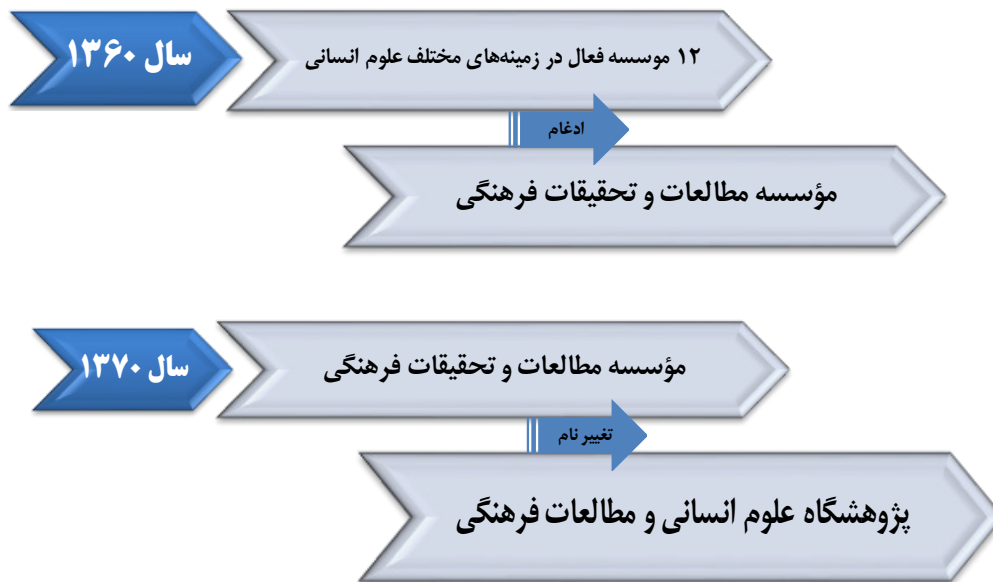 سال ۱۳۶۰
۱۲ موسسه فعال در زمینه‌های مختلف علوم انسانی
ادغام
مؤسسه مطالعات و تحقیقات فرهنگی
سال ۱۳۷۰
مؤسسه مطالعات و تحقیقات فرهنگی
تغییر نام
پژوهشگاه علوم انسانی و مطالعات فرهنگی